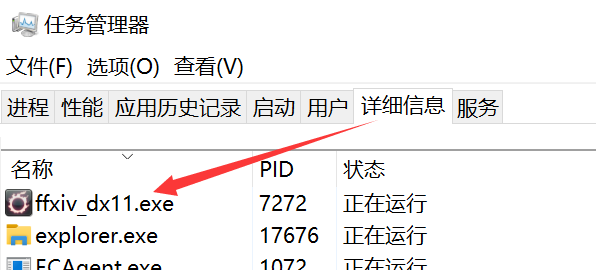 任务管理器
文件(F) 选项(O) 查看(V)
进程 性能 应用历史记录 启动 用户 详细信息 服务
名称 PID 状态
ffxiv_dx11.exe 7272 正在运行
explorer.exe 17676 正在运行
ECAgent.exe 1072 正在运行